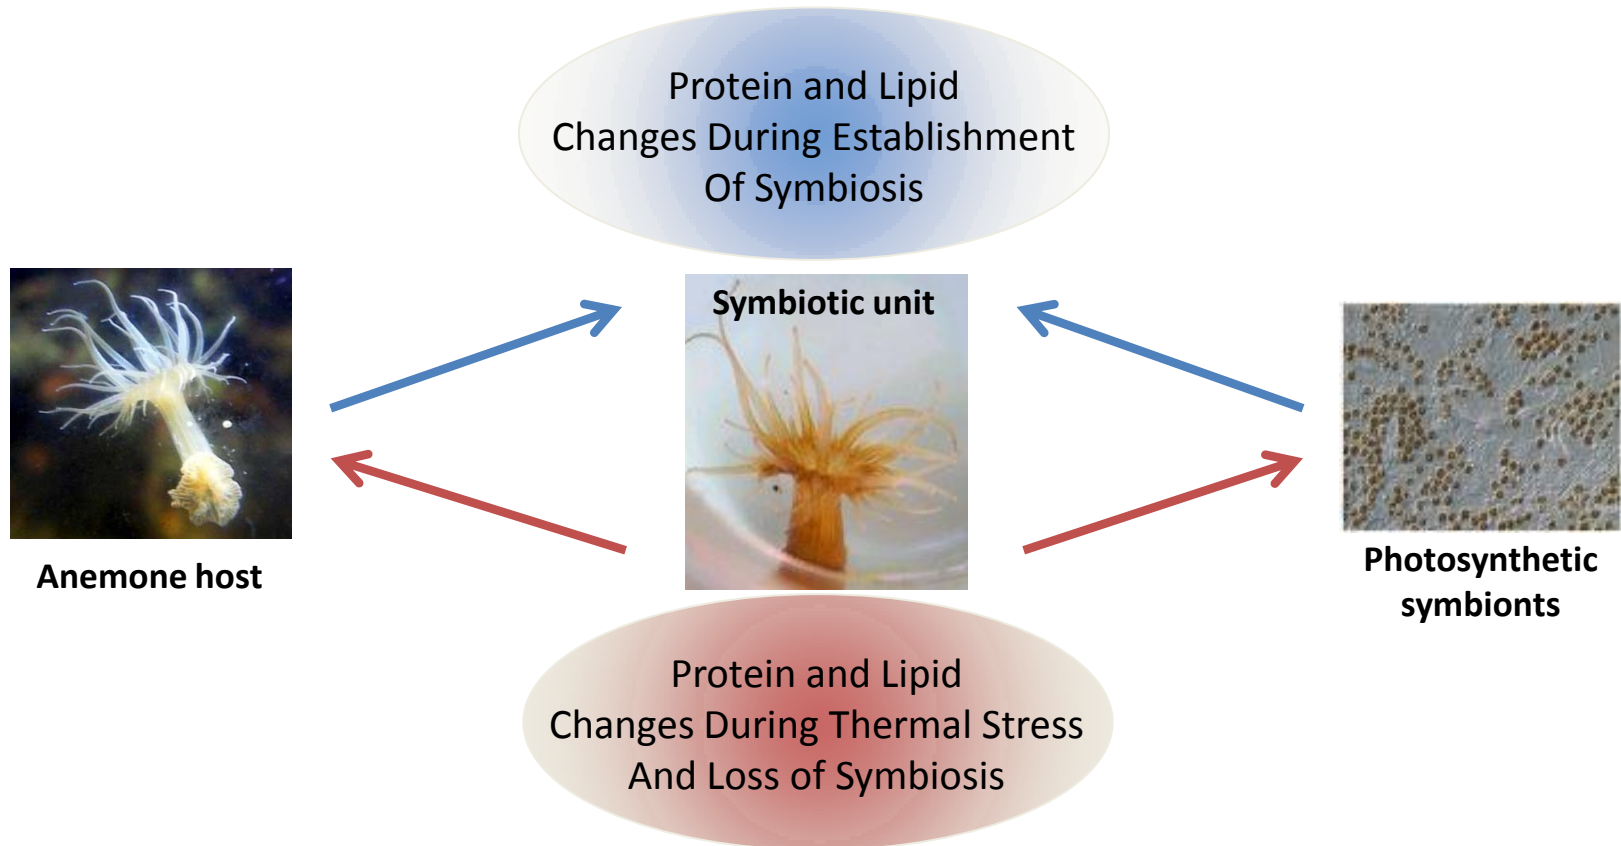 Protein and Lipid
Changes During Establishment
Of Symbiosis
Symbiotic unit
Anemone host
Photosynthetic
symbionts
Protein and Lipid
Changes During Thermal Stress
And Loss of Symbiosis